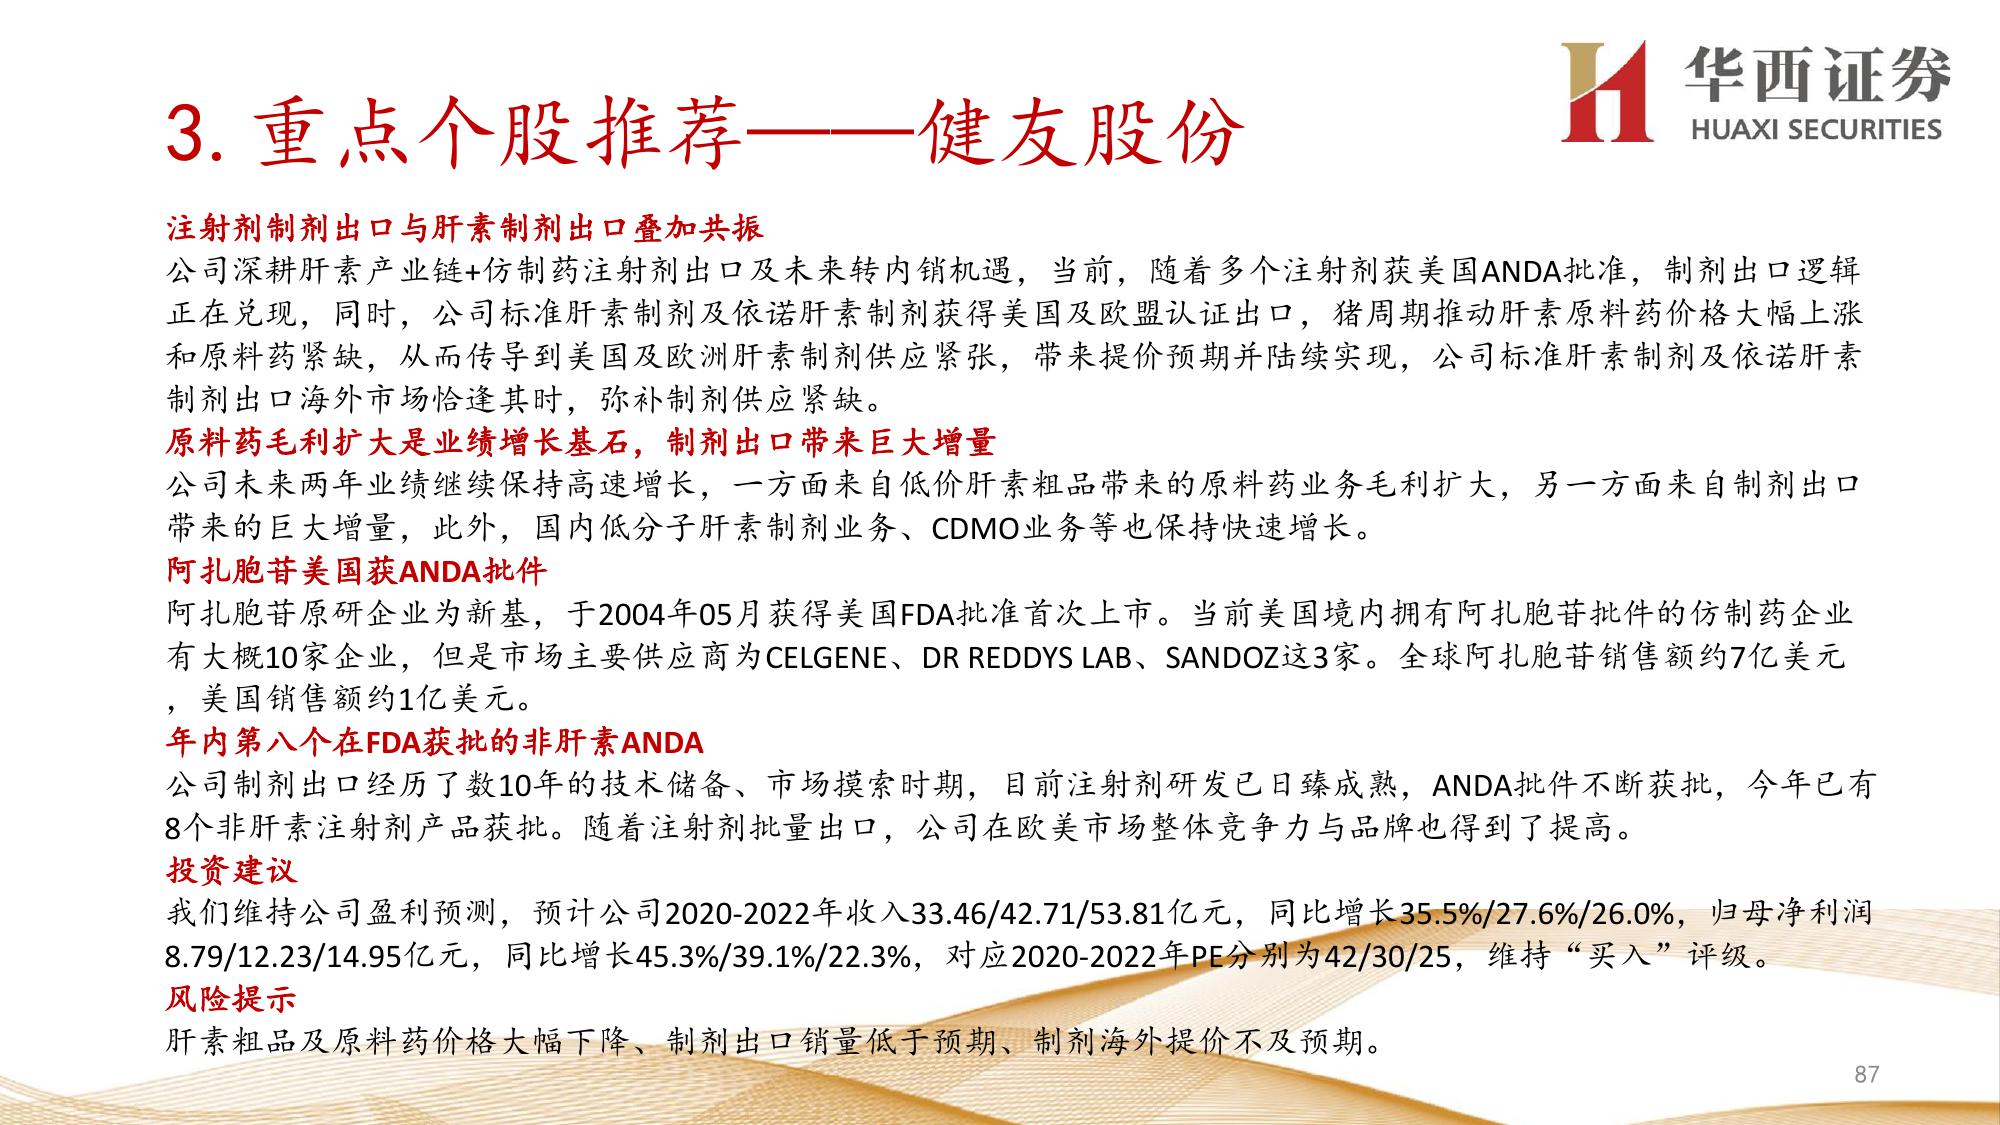 华西证券
HUAXI SECURITIES
3. 重点个股推荐——健友股份
注射剂制剂出口与肝素制剂出口叠加共振
公司深耕肝素产业链+仿制药注射剂出口及未来转内销机遇，当前，随着多个注射剂获美国ANDA批准，制剂出口逻辑
正在兑现，同时，公司标准肝素制剂及依诺肝素制剂获得美国及欧盟认证出口，猪周期推动肝素原料药价格大幅上涨
和原料药紧缺，从而传导到美国及欧洲肝素制剂供应紧张，带来提价预期并陆续实现，公司标准肝素制剂及依诺肝素
制剂出口海外市场恰逢其时，弥补制剂供应紧缺。
原料药毛利扩大是业绩增长基石，制剂出口带来巨大增量
公司未来两年业绩继续保持高速增长，一方面来自低价肝素粗品带来的原料药业务毛利扩大，另一方面来自制剂出口
带来的巨大增量，此外，国内低分子肝素制剂业务、CDMO业务等也保持快速增长。
阿扎胞苷美国获ANDA批件
阿扎胞苷原研企业为新基，于2004年05月获得美国FDA批准首次上市。当前美国境内拥有阿扎胞苷批件的仿制药企业
有大概10家企业，但是市场主要供应商为CELGENE、DR REDDYS LAB、SANDOZ这3家。全球阿扎胞苷销售额约7亿美元
，美国销售额约1亿美元。
年内第八个在FDA获批的非肝素ANDA
公司制剂出口经历了数10年的技术储备、市场摸索时期，目前注射剂研发已日臻成熟，ANDA批件不断获批，今年已有
8个非肝素注射剂产品获批。随着注射剂批量出口，公司在欧美市场整体竞争力与品牌也得到了提高。
投资建议
我们维持公司盈利预测，预计公司2020-2022年收入33.46/42.71/53.81亿元，同比增长35.5%/27.6%/26.0%，归母净利润
8.79/12.23/14.95亿元，同比增长45.3%/39.1%/22.3%，对应2020-2022年PE分别为42/30/25，维持“买入”评级。
风险提示
肝素粗品及原料药价格大幅下降、制剂出口销量低于预期、制剂海外提价不及预期。
87